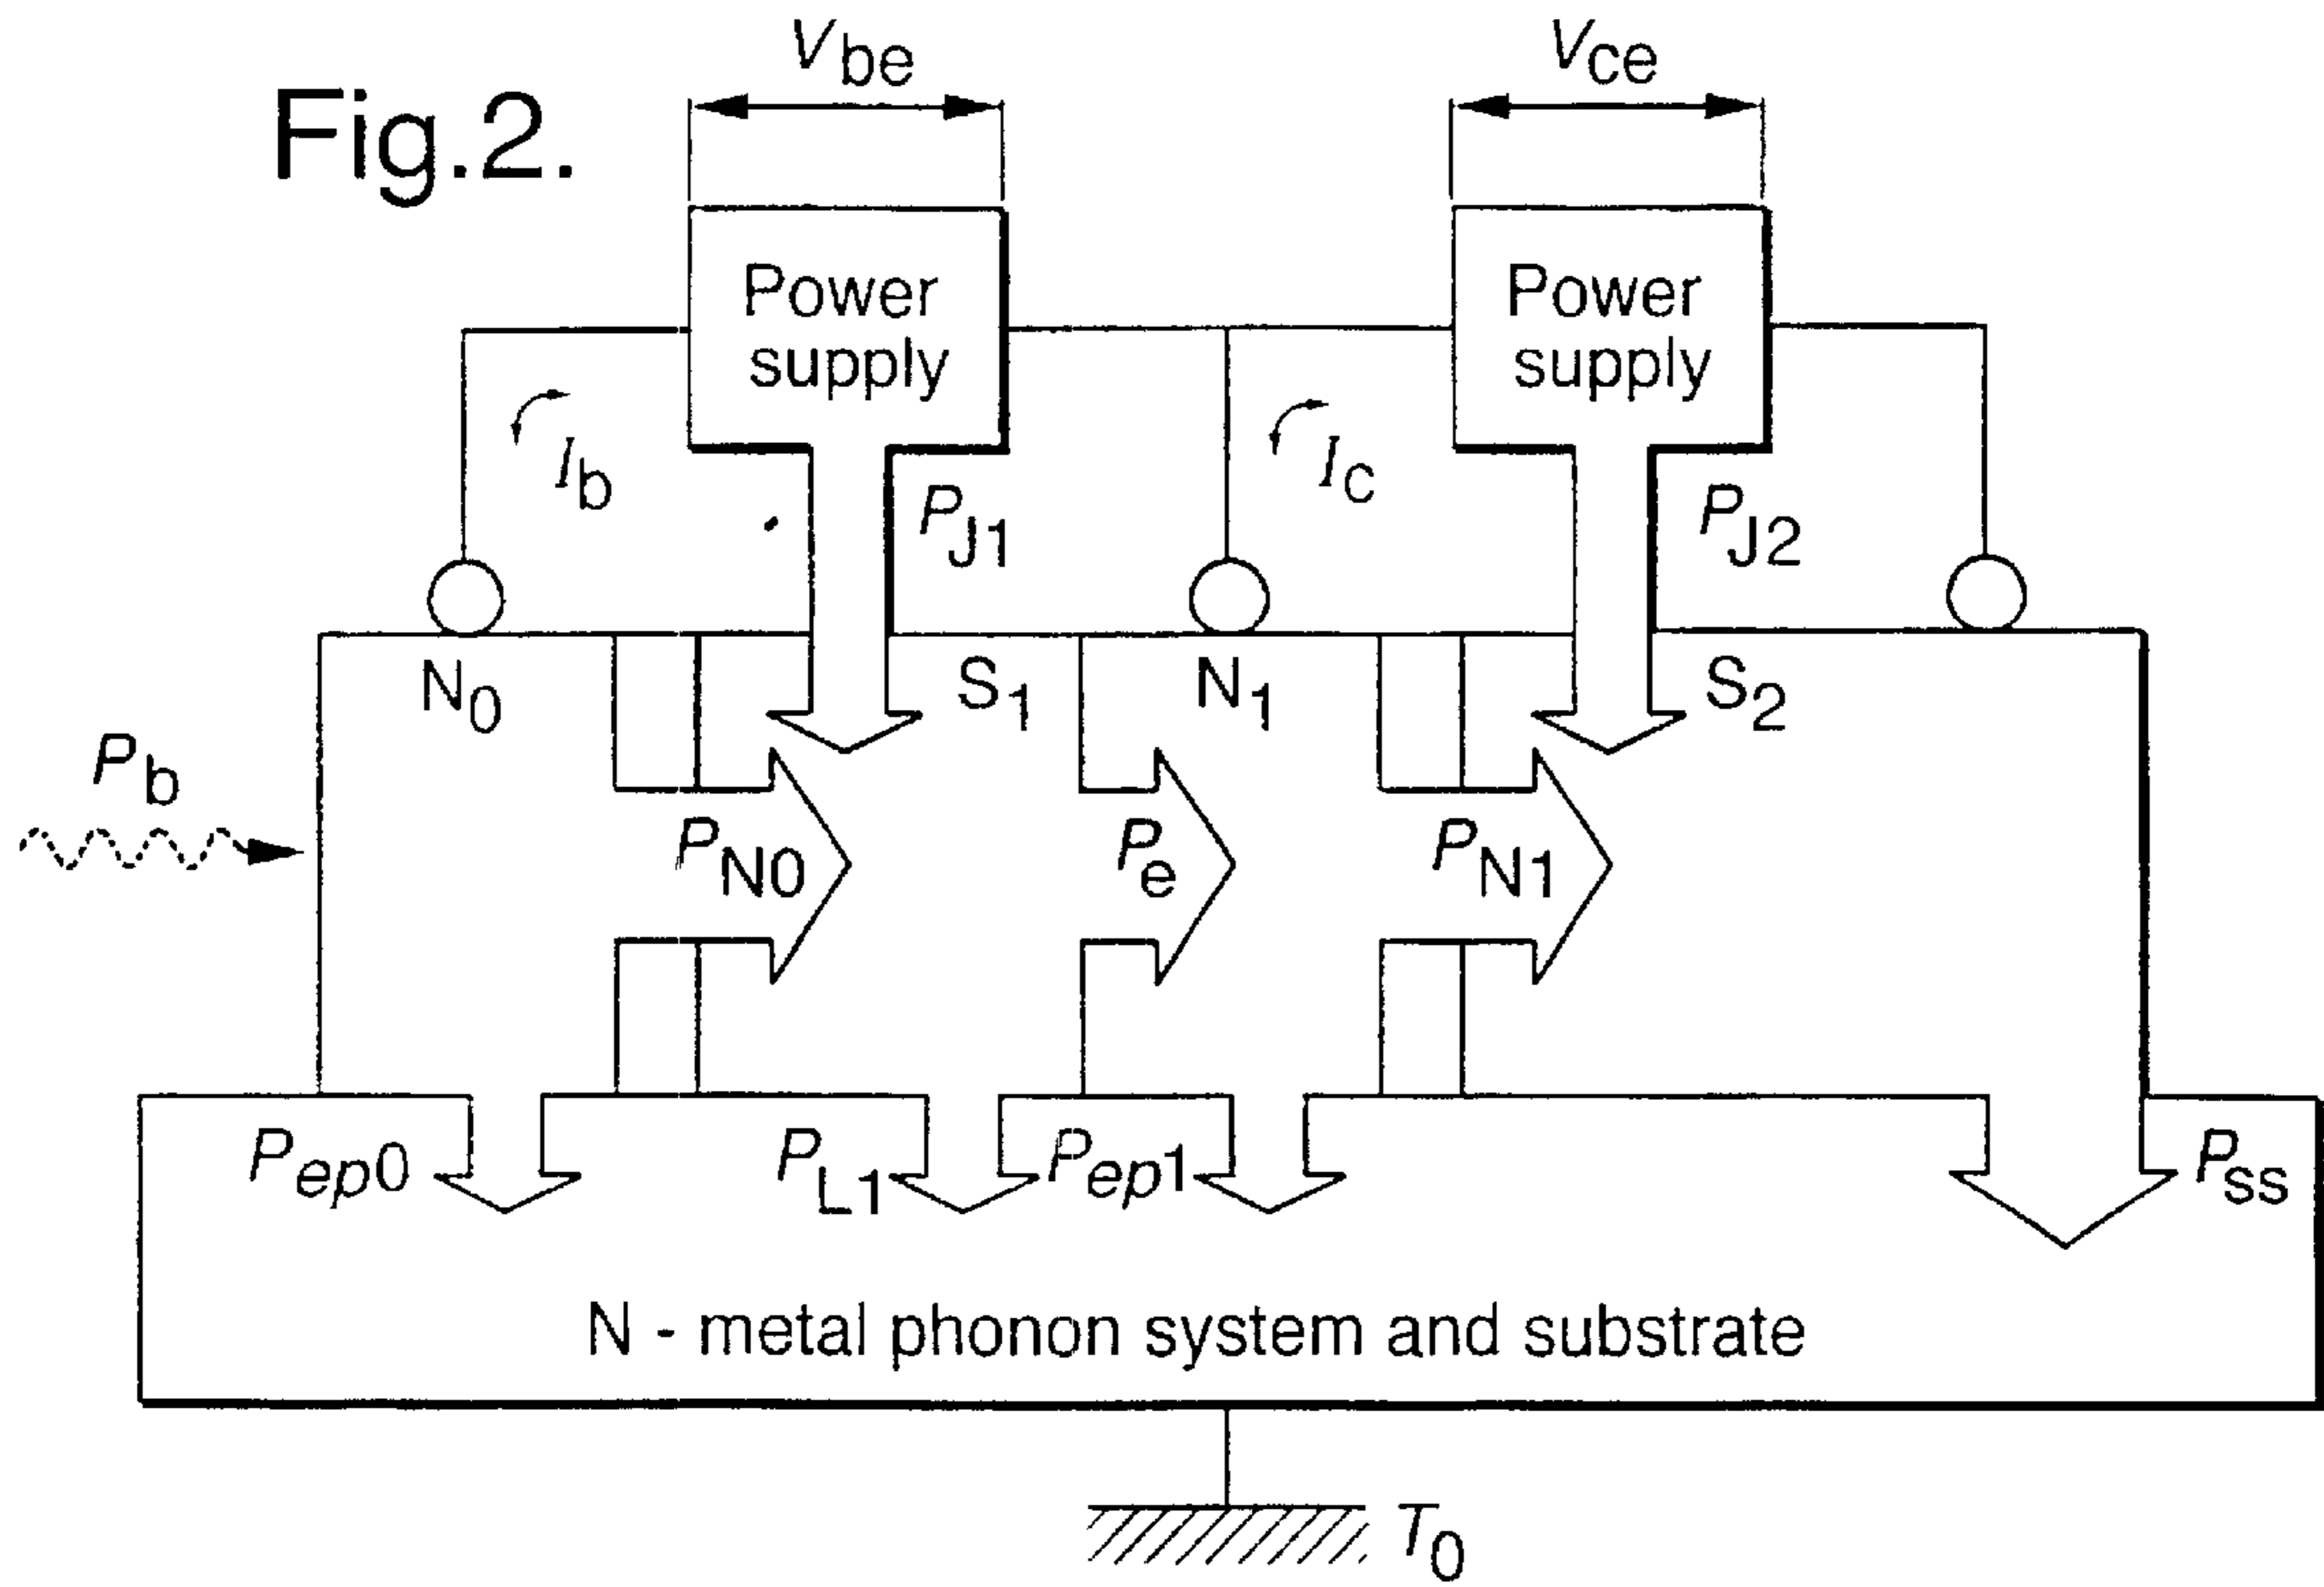 Fig.2.
Vbe
Vce
Power
supply
Power
supply
Ib
Ic
PJ1
PJ2
N0
S1
N1
S2
Pb
PN0
Pe
PN1
Pep0
PL1
Pep1
Pss
N - metal phonon system and substrate
T0